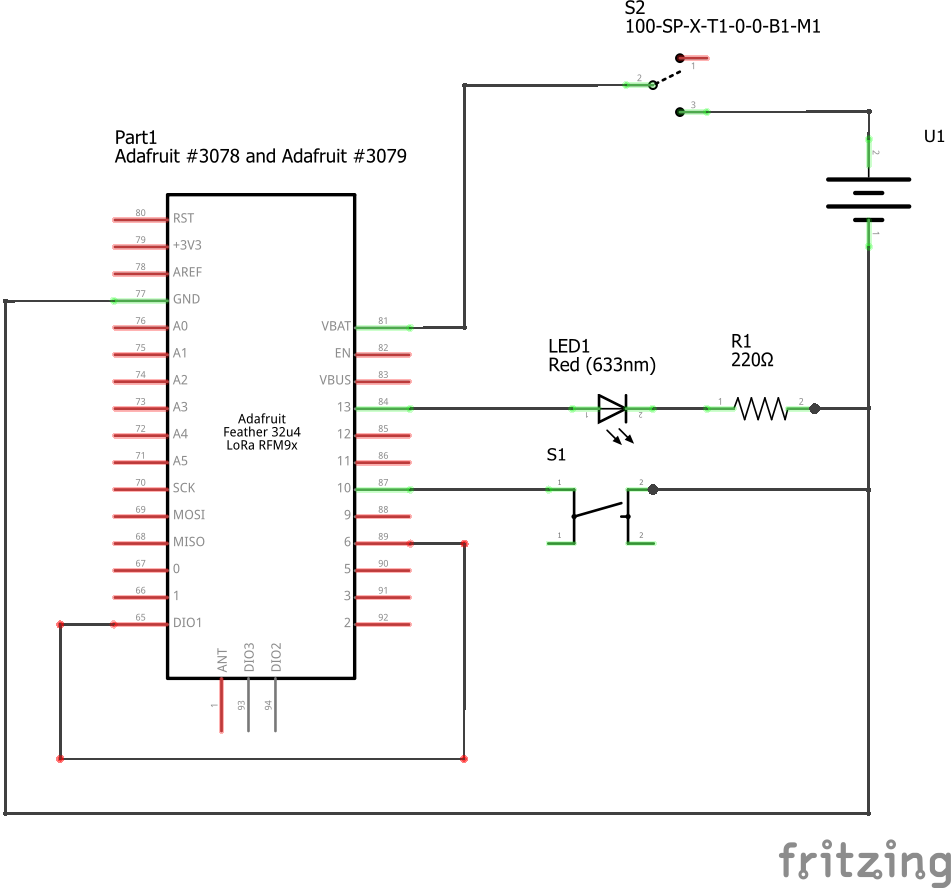 S2
100-SP-X-T1-0-0-B1-M1
2
1
3
U1
2
1
Part1
Adafruit #3078 and Adafruit #3079
80 RST
79 +3V3
78 AREF
77 GND
76 A0
75 A1
74 A2
73 A3
72 A4
71 A5
70 SCK
69 MOSI
68 MISO
67 0
66 1
65 DIO1
Adafruit
Feather 32u4
LoRa RFM9x
VBAT 81
EN 82
VBUS 83
13 84
12 85
11 86
10 87
9 88
6 89
5 90
3 91
2 92
ANT
DIO3
DIO2
1
93
94
LED1
Red (633nm)
1
2
R1
220Ω
1
2
S1
1
2
1
2
fritzing